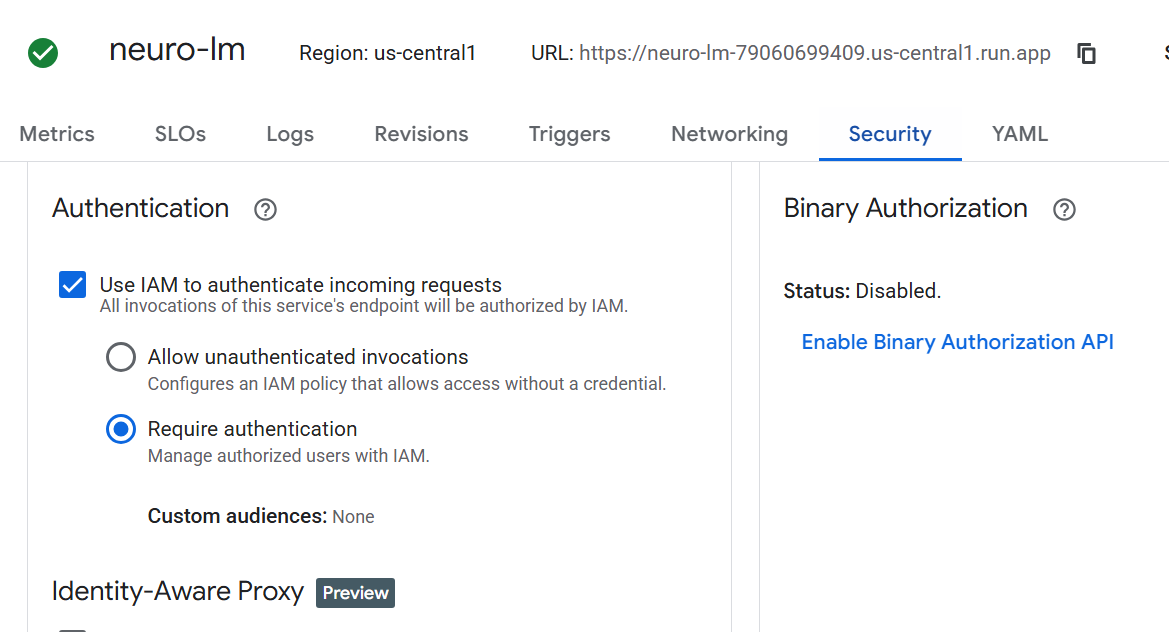 neuro-lm Region: us-central1 URL: https://neuro-lm-79060699409.us-central1.run.app
Metrics SLOs Logs Revisions Triggers Networking Security YAML
Authentication
Use IAM to authenticate incoming requests
All invocations of this service's endpoint will be authorized by IAM.
Allow unauthenticated invocations
Configures an IAM policy that allows access without a credential.
Require authentication
Manage authorized users with IAM.
Custom audiences: None
Identity-Aware Proxy Preview
Binary Authorization
Status: Disabled.
Enable Binary Authorization API